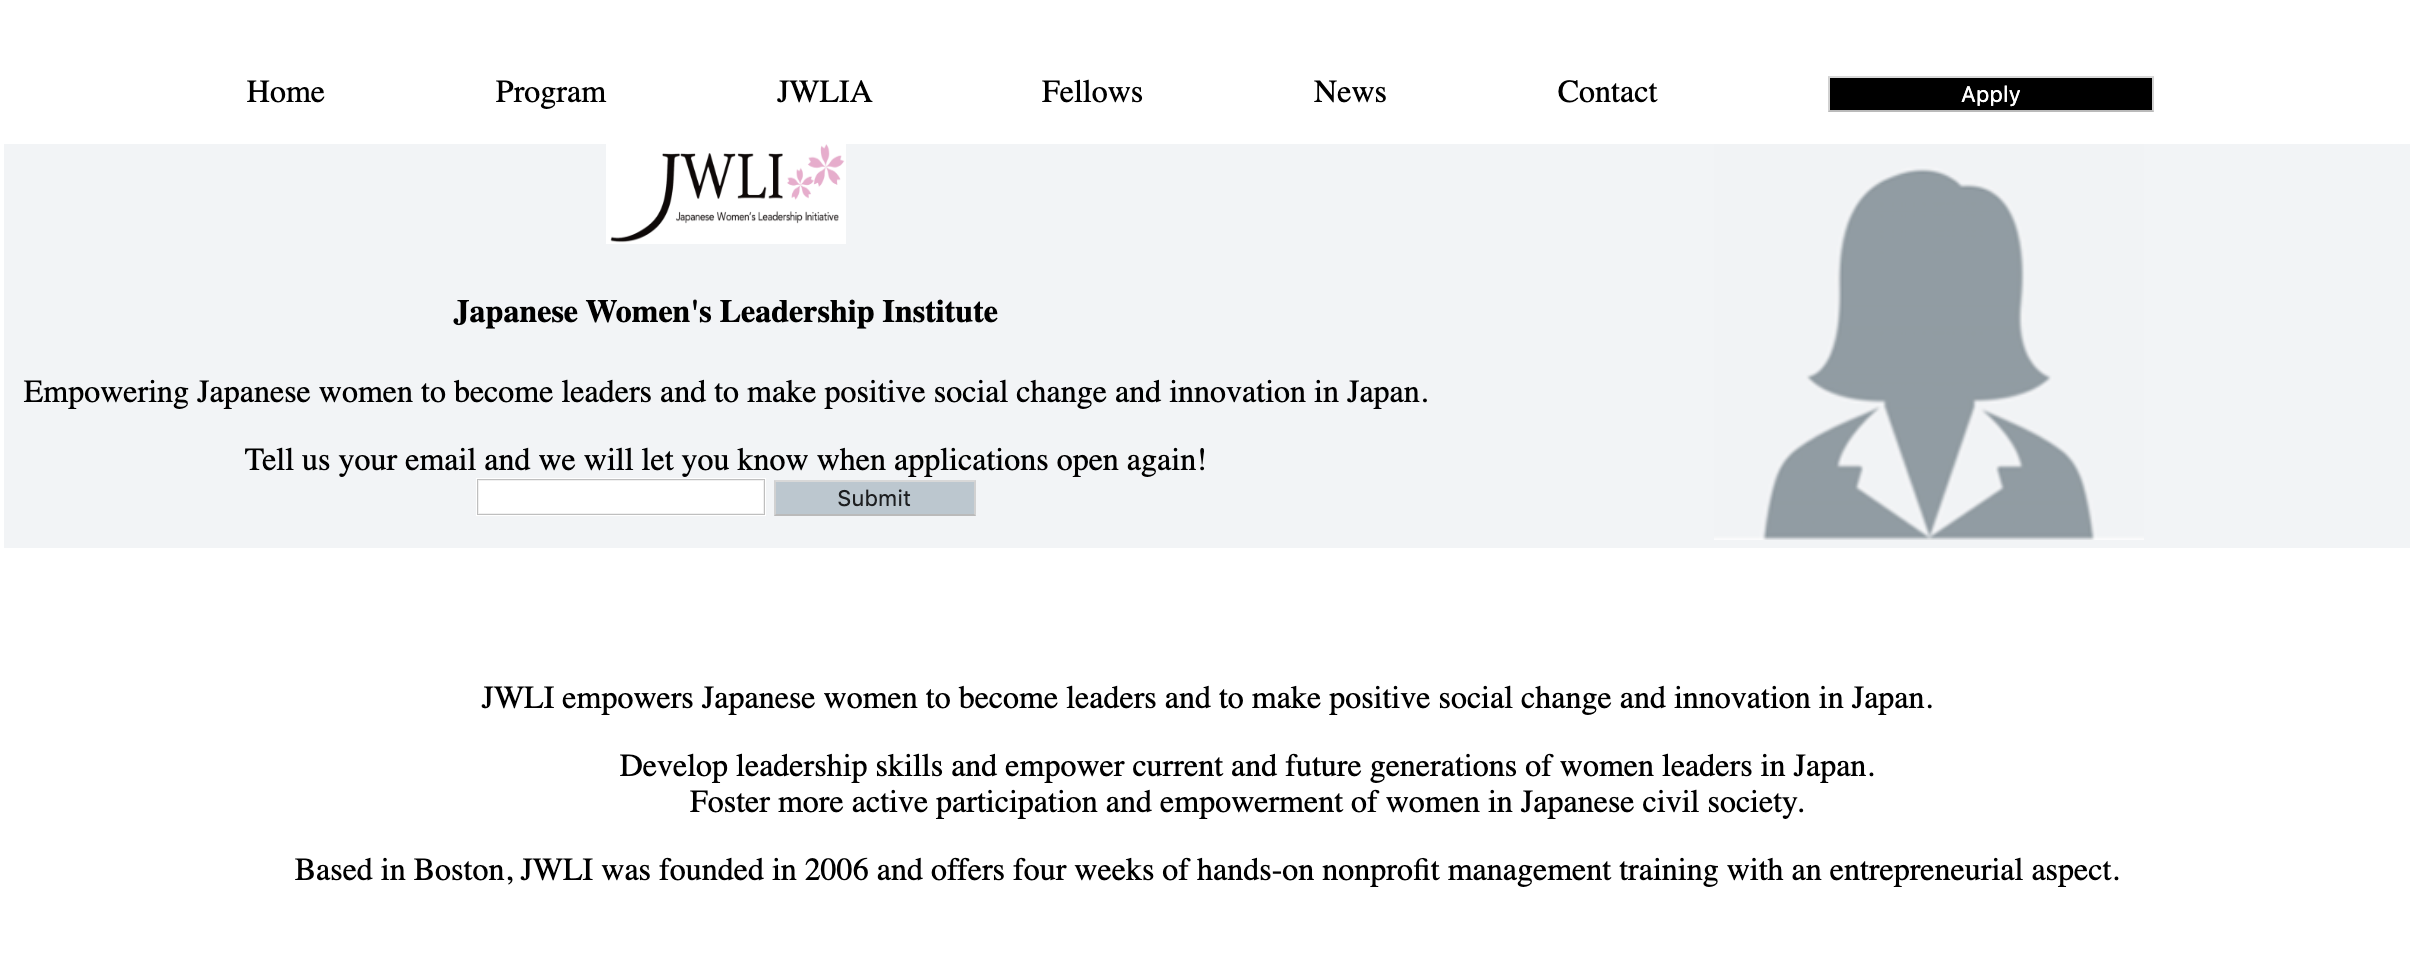 Home Program JWLIA Fellows News Contact Apply
JWLI
Japanese Women's Leadership Initiative
Japanese Women's Leadership Institute
Empowering Japanese women to become leaders and to make positive social change and innovation in Japan.
Tell us your email and we will let you know when applications open again!
Submit
JWLI empowers Japanese women to become leaders and to make positive social change and innovation in Japan.
Develop leadership skills and empower current and future generations of women leaders in Japan.
Foster more active participation and empowerment of women in Japanese civil society.
Based in Boston, JWLI was founded in 2006 and offers four weeks of hands-on nonprofit management training with an entrepreneurial aspect.